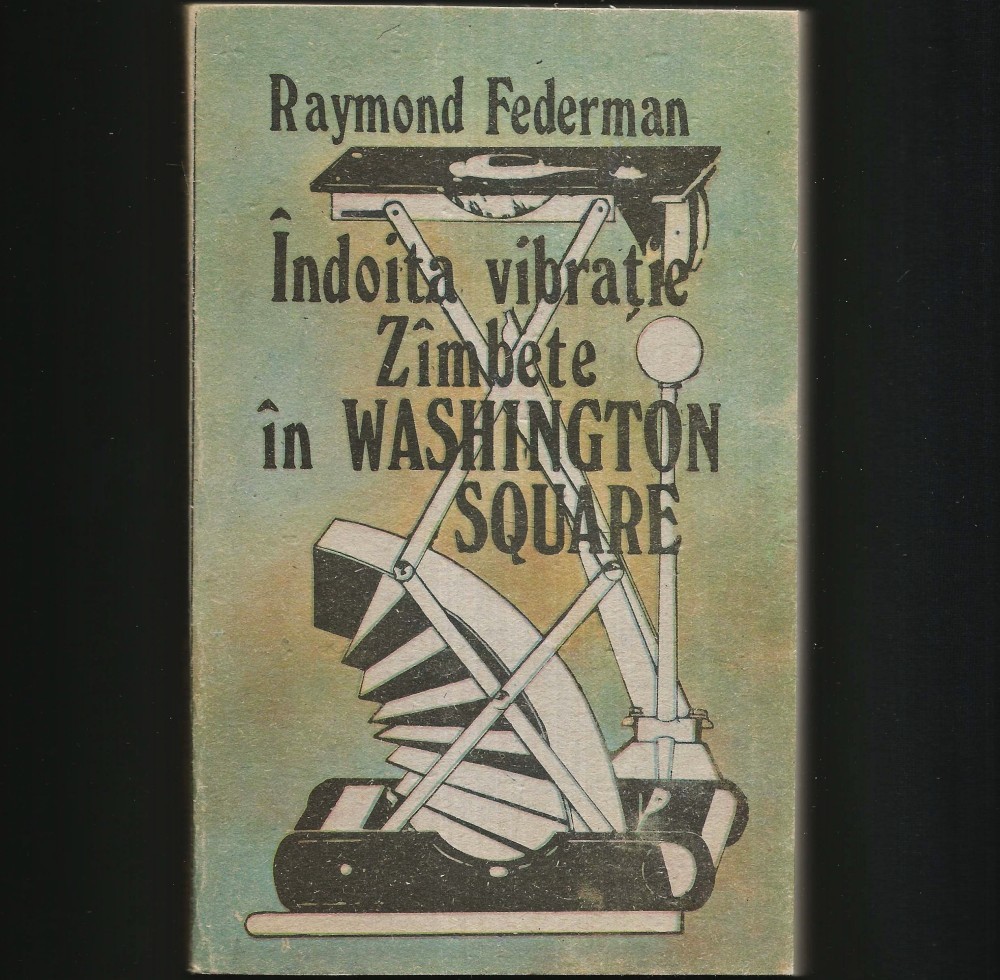 Raymond Federman
Îndoita vibrație
Zîmbete
în WASHINGTON
SQUARE